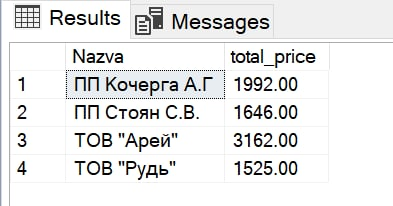 Results Messages
Nazva total_price
1 ПП Кочерга А.Г 1992.00
2 ПП Стоян С.В. 1646.00
3 ТОВ "Арей" 3162.00
4 ТОВ "Рудь" 1525.00